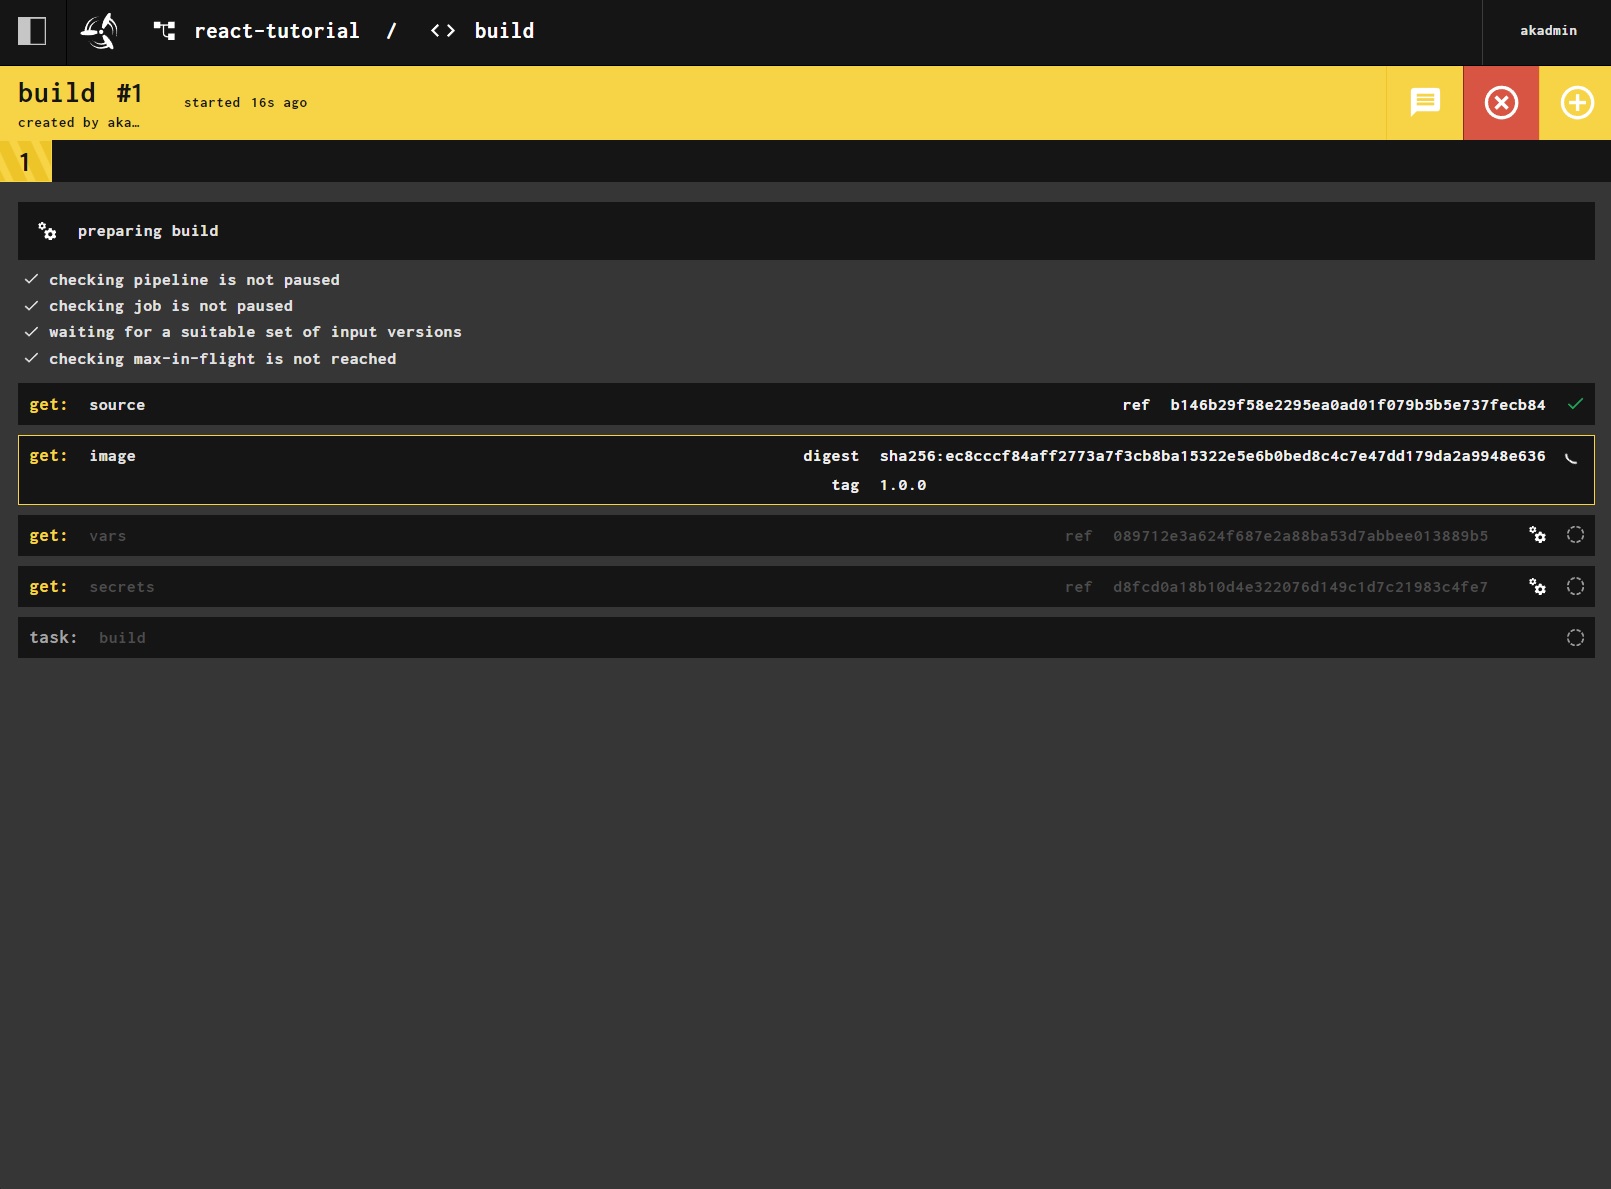 react-tutorial / <> build
akadmin
build #1
started 16s ago
created by aka…
1
preparing build
checking pipeline is not paused
checking job is not paused
waiting for a suitable set of input versions
checking max-in-flight is not reached
get: source ref b146b29f58e2295ea0ad01f079b5b5e737fecb84
get: image digest sha256:ec8cccf84aff2773a7f3cb8ba15322e5e6b0bed8c4c7e47dd179da2a9948e636
tag 1.0.0
get: vars ref 089712e3a624f687e2a88ba53d7abbee013889b5
get: secrets ref d8fcd0a18b10d4e322076d149c1d7c21983c4fe7
task: build